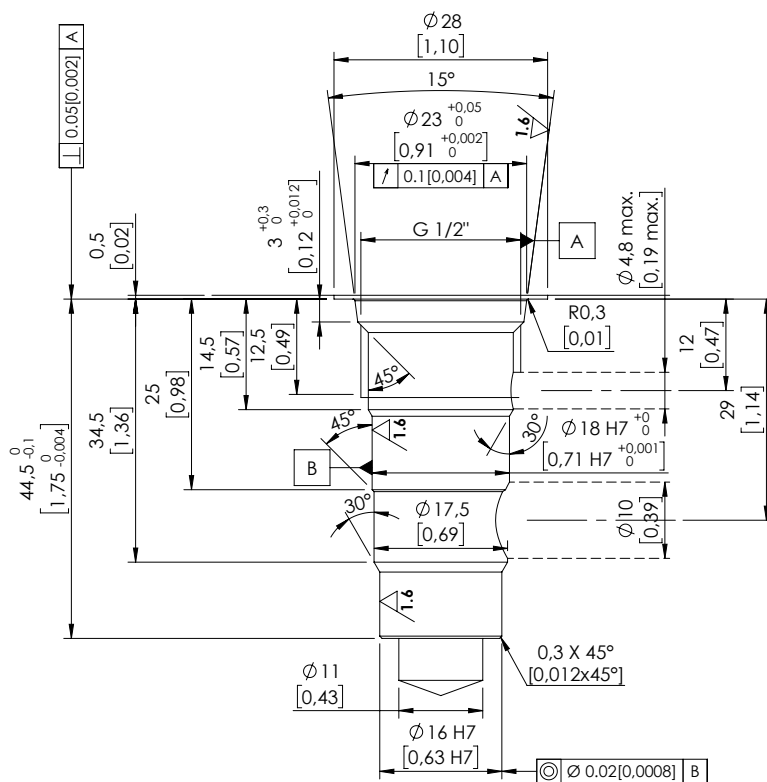 Ø28
[1,10]
15°
Ø23 +0,05 0
[0,91 +0,002 0]
1.6
↗ 0.1[0,004] A
⊥ 0.05[0,002] A
G 1/2"
A
3 +0,3 0
[0,12 +0,012 0]
0,5
[0,02]
Ø4,8 max.
[0,19 max.]
R0,3
[0,01]
12
[0,47]
29
[1,14]
12,5
[0,49]
14,5
[0,57]
25
[0,98]
34,5
[1,36]
44,5 0 -0,1
[1,75 0 -0,004]
45°
45°
1.6
30°
Ø18 H7 +0 0
[0,71 H7 +0,001 0]
B
30°
Ø17,5
[0,69]
Ø10
[0,39]
1.6
0,3 X 45°
[0,012x45°]
Ø11
[0,43]
Ø16 H7
[0,63 H7]
◎ Ø 0.02[0,0008] B